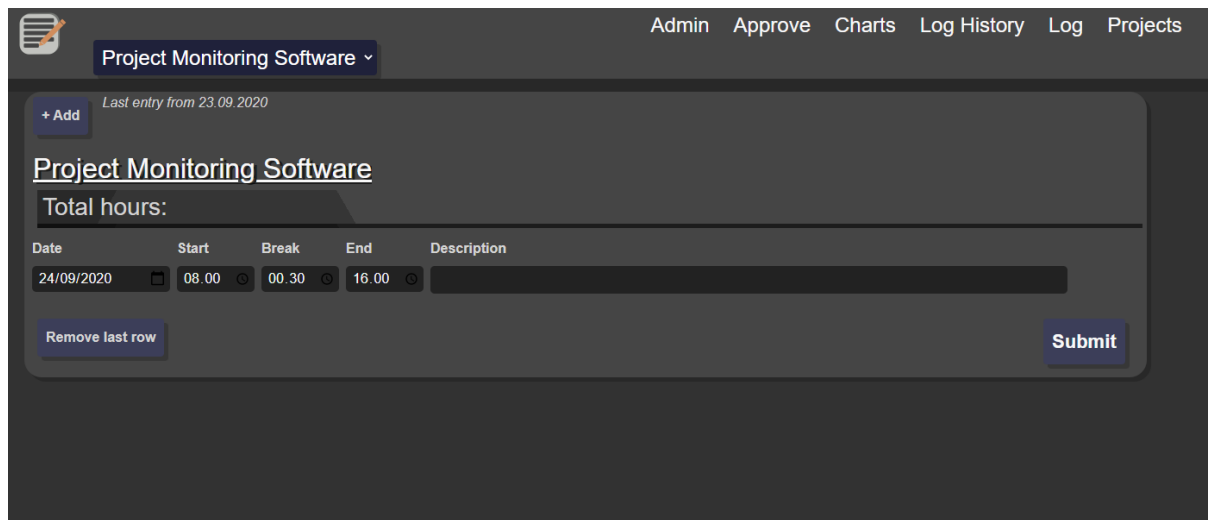 Admin Approve Charts Log History Log Projects
Project Monitoring Software
+ Add
Last entry from 23.09.2020
Project Monitoring Software
Total hours:
Date Start Break End Description
24/09/2020 08.00 00.30 16.00
Remove last row
Submit